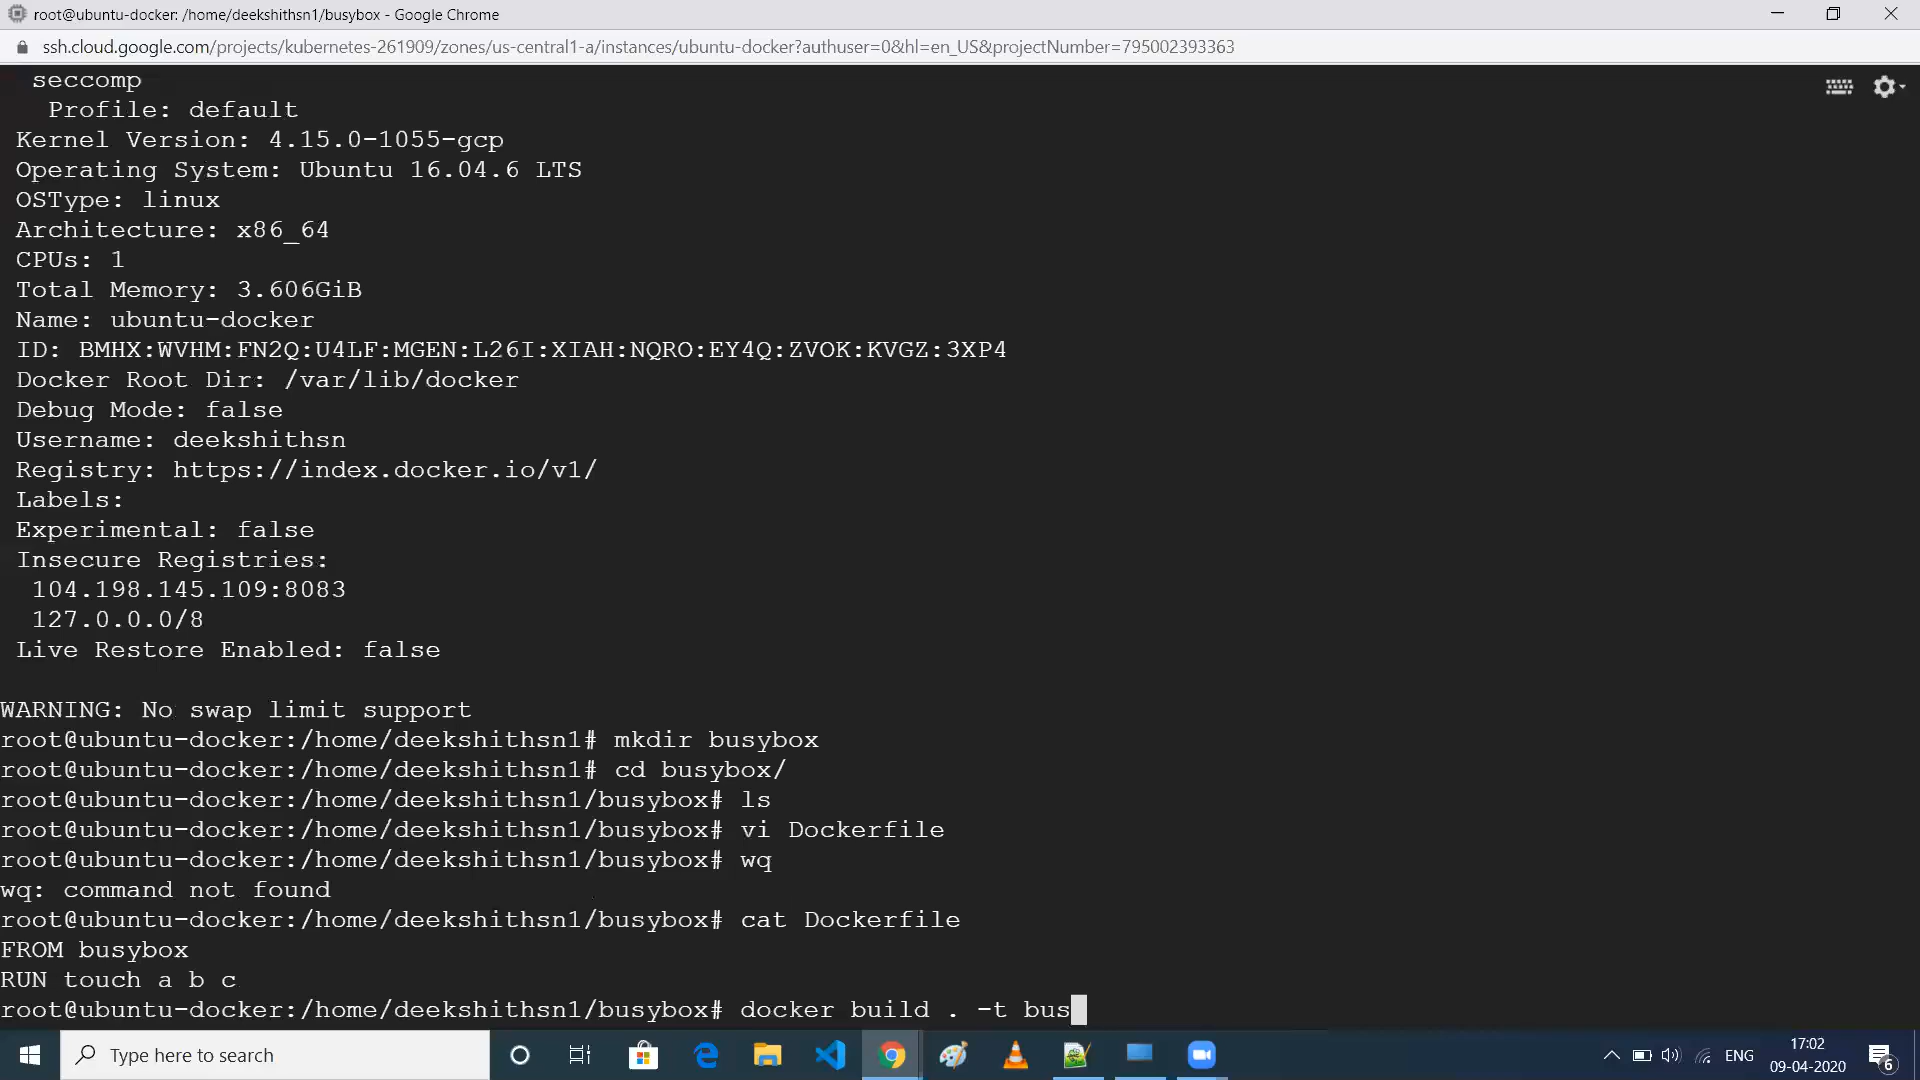 root@ubuntu-docker: /home/deekshithsn1/busybox - Google Chrome
ssh.cloud.google.com/projects/kubernetes-261909/zones/us-central1-a/instances/ubuntu-docker?authuser=0&hl=en_US&projectNumber=795002393363
seccomp
Profile: default
Kernel Version: 4.15.0-1055-gcp
Operating System: Ubuntu 16.04.6 LTS
OSType: linux
Architecture: x86_64
CPUs: 1
Total Memory: 3.606GiB
Name: ubuntu-docker
ID: BMHX:WVHM:FN2Q:U4LF:MGEN:L26I:XIAH:NQRO:EY4Q:ZVOK:KVGZ:3XP4
Docker Root Dir: /var/lib/docker
Debug Mode: false
Username: deekshithsn
Registry: https://index.docker.io/v1/
Labels:
Experimental: false
Insecure Registries:
104.198.145.109:8083
127.0.0.0/8
Live Restore Enabled: false
WARNING: No swap limit support
root@ubuntu-docker:/home/deekshithsn1# mkdir busybox
root@ubuntu-docker:/home/deekshithsn1# cd busybox/
root@ubuntu-docker:/home/deekshithsn1/busybox# ls
root@ubuntu-docker:/home/deekshithsn1/busybox# vi Dockerfile
root@ubuntu-docker:/home/deekshithsn1/busybox# wq
wq: command not found
root@ubuntu-docker:/home/deekshithsn1/busybox# cat Dockerfile
FROM busybox
RUN touch a b c
root@ubuntu-docker:/home/deekshithsn1/busybox# docker build . -t bus
Type here to search
ENG
17:02
09-04-2020
6